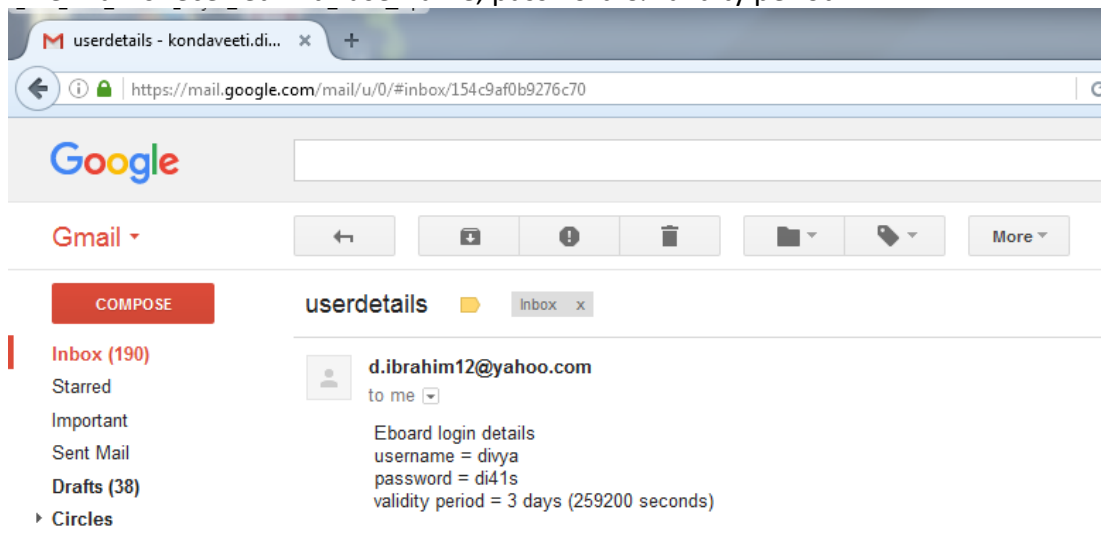 userdetails - kondaveeti.di... × +
https://mail.google.com/mail/u/0/#inbox/154c9af0b9276c70
Google
Gmail
More
COMPOSE
userdetails Inbox x
Inbox (190)
d.ibrahim12@yahoo.com
Starred
to me
Important
Eboard login details
Sent Mail
username = divya
password = di41s
Drafts (38)
validity period = 3 days (259200 seconds)
Circles